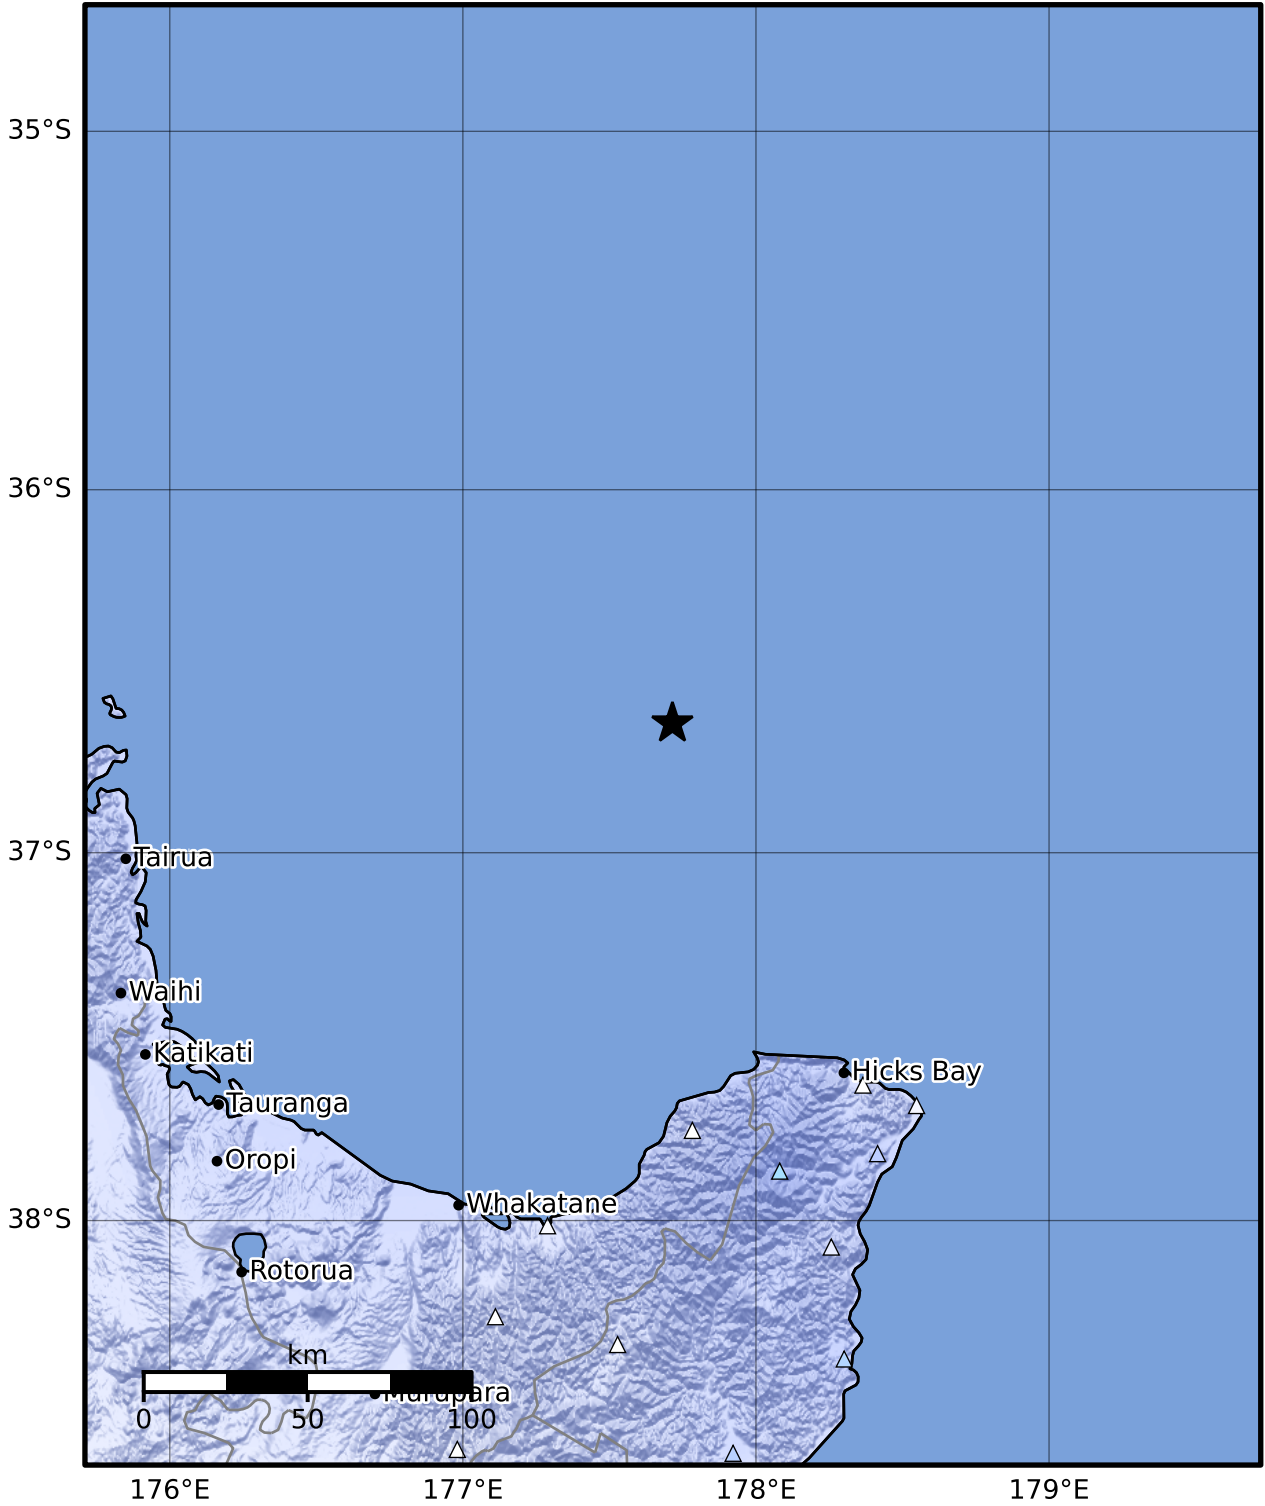 35°S
36°S
37°S
Tairua
Waihi
Katikati
Hicks Bay
Tauranga
Oropi
Whakatane
38°S
Rotorua
km
Murupara
0 50 100
176°E 177°E 178°E 179°E